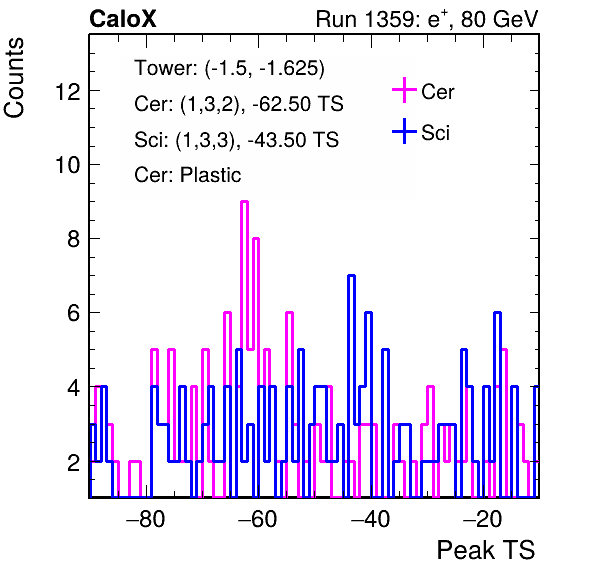 CaloX Run 1359: e⁺, 80 GeV
Counts
Tower: (-1.5, -1.625)
Cer: (1,3,2), -62.50 TS
Sci: (1,3,3), -43.50 TS
Cer: Plastic
Cer
Sci
12
10
8
6
4
2
−80 −60 −40 −20
Peak TS